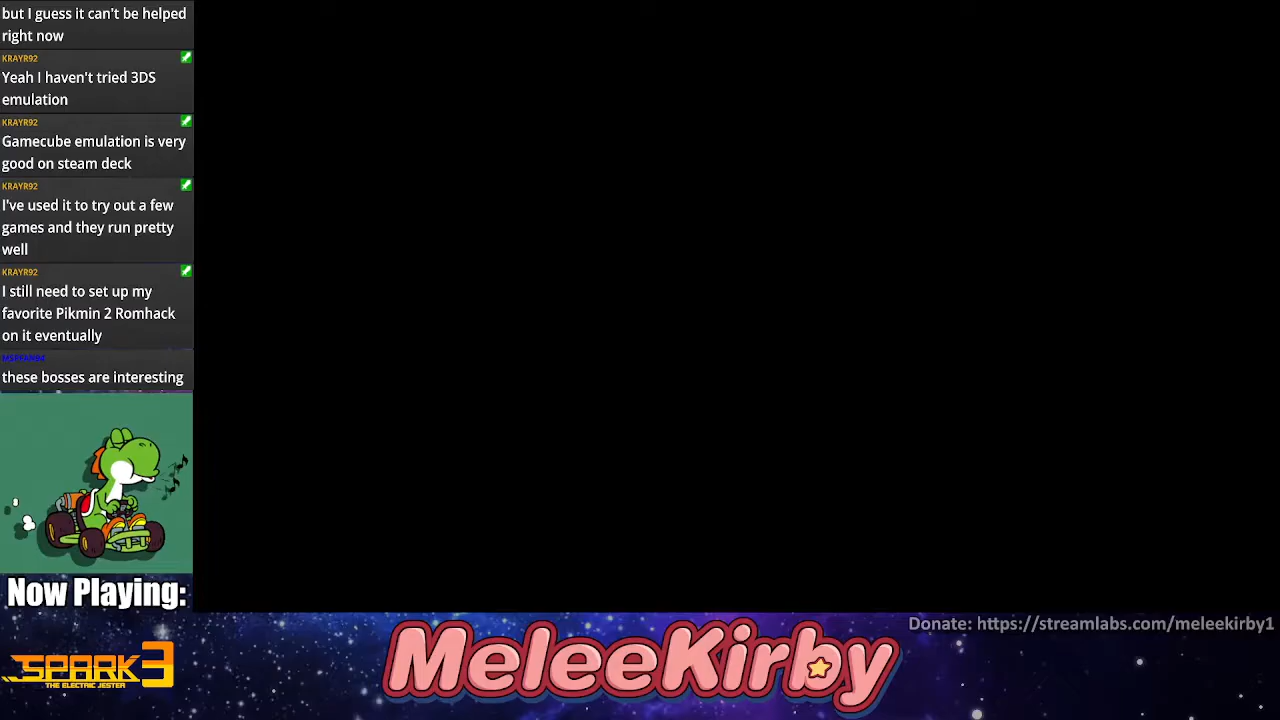 but I guess it can't be helped
right now
KRAYR92
Yeah I haven't tried 3DS
emulation
KRAYR92
Gamecube emulation is very
good on steam deck
KRAYR92
I've used it to try out a few
games and they run pretty
well
KRAYR92
I still need to set up my
favorite Pikmin 2 Romhack
on it eventually
MSFFAN92
these bosses are interesting
Now Playing:
SPARK 3
THE ELECTRIC JESTER
MeleeKirby
Donate: https://streamlabs.com/meleekirby1